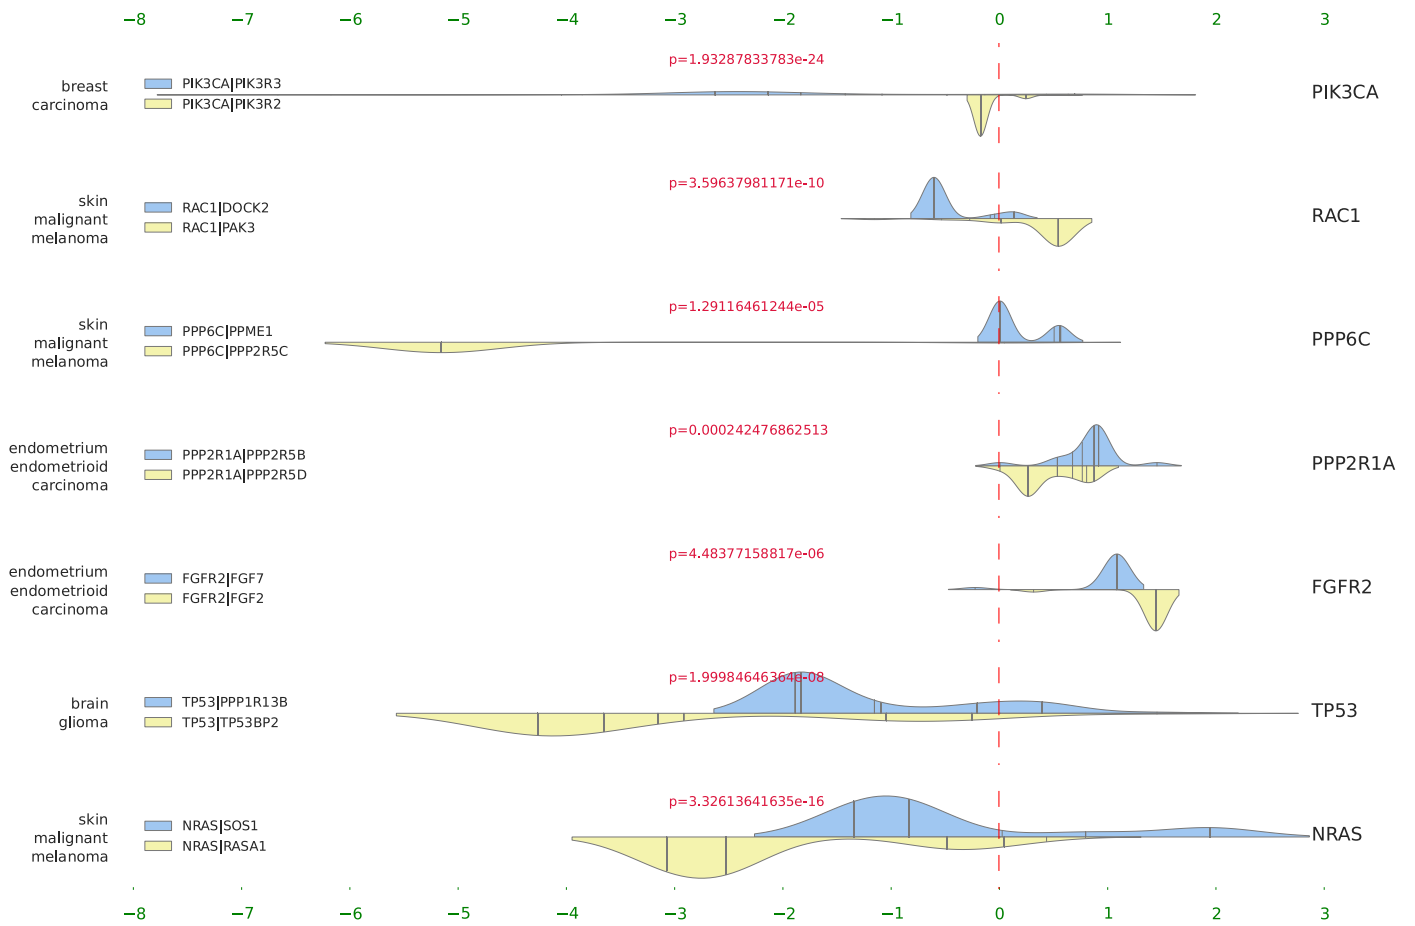 −8 −7 −6 −5 −4 −3 −2 −1 0 1 2 3
p=1.93287833783e-24
breast
carcinoma
PIK3CA|PIK3R3
PIK3CA|PIK3R2
PIK3CA
p=3.59637981171e-10
skin
malignant
melanoma
RAC1|DOCK2
RAC1|PAK3
RAC1
p=1.29116461244e-05
skin
malignant
melanoma
PPP6C|PPME1
PPP6C|PPP2R5C
PPP6C
p=0.000242476862513
endometrium
endometrioid
carcinoma
PPP2R1A|PPP2R5B
PPP2R1A|PPP2R5D
PPP2R1A
p=4.48377158817e-06
endometrium
endometrioid
carcinoma
FGFR2|FGF7
FGFR2|FGF2
FGFR2
p=1.99984646364e-08
brain
glioma
TP53|PPP1R13B
TP53|TP53BP2
TP53
p=3.32613641635e-16
skin
malignant
melanoma
NRAS|SOS1
NRAS|RASA1
NRAS
−8 −7 −6 −5 −4 −3 −2 −1 0 1 2 3